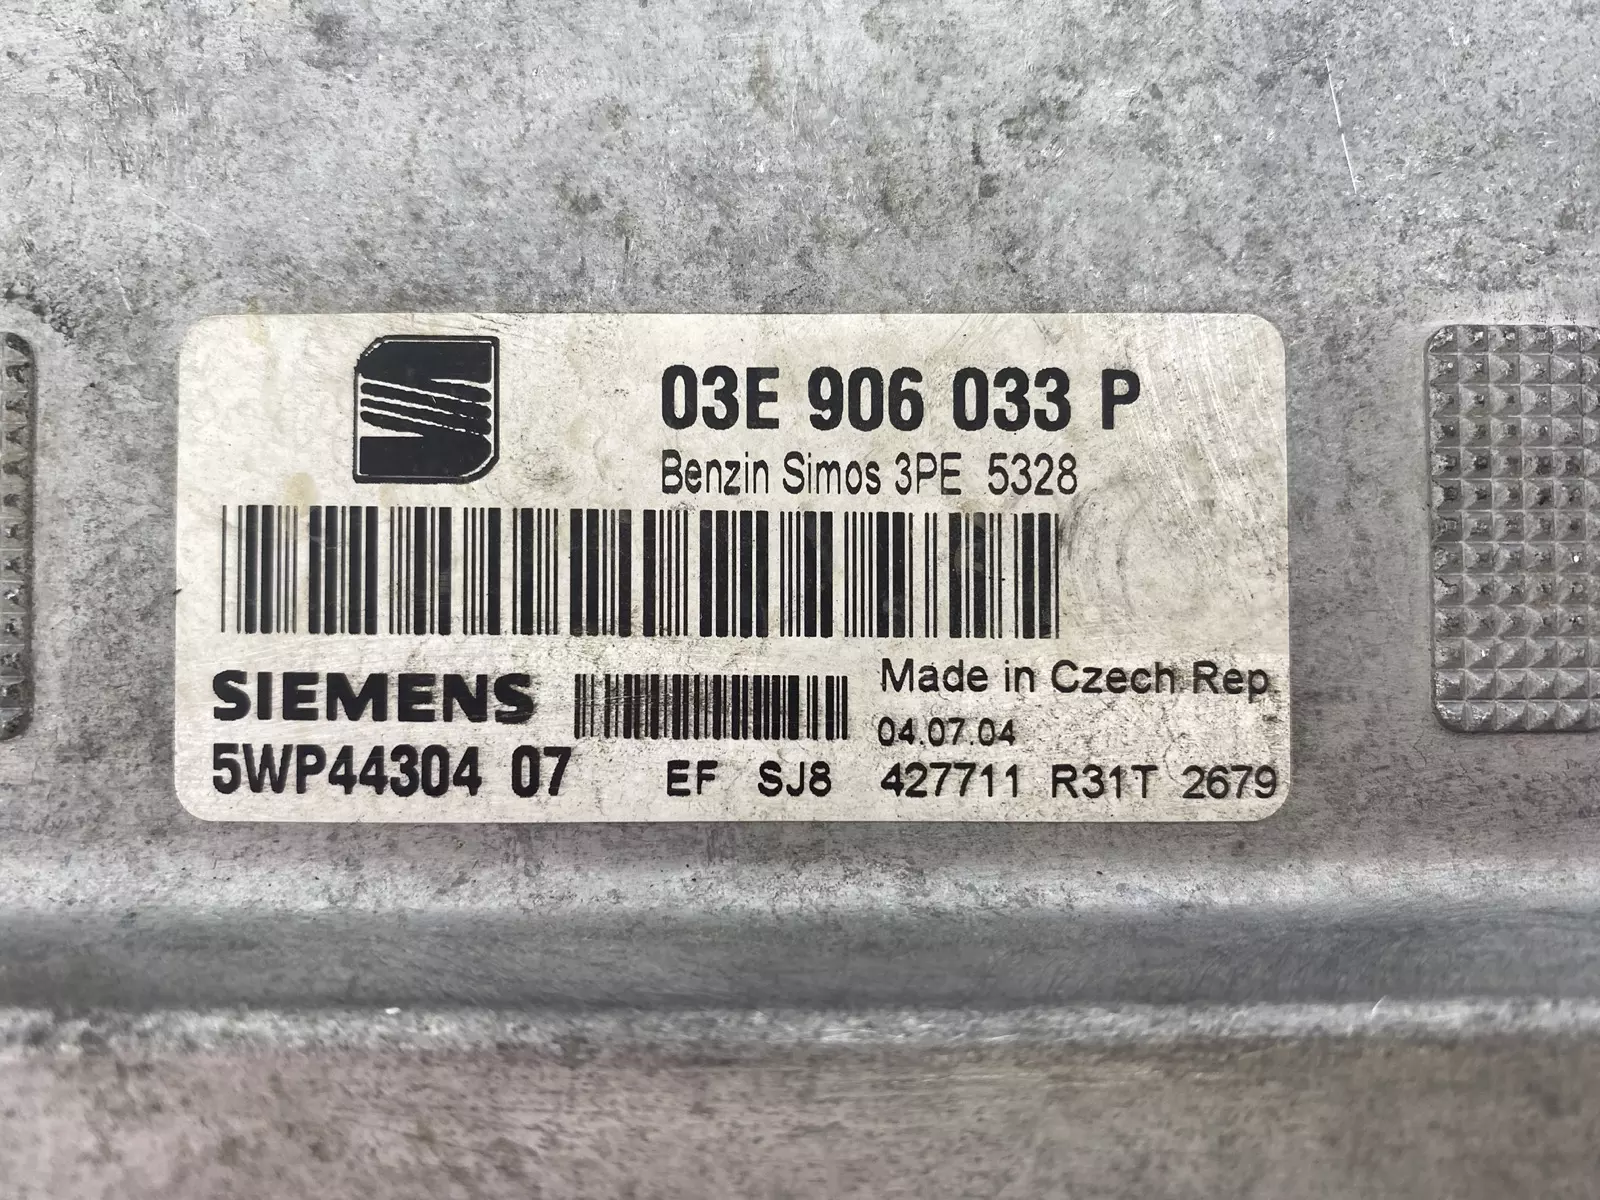 03E 906 033 P
Benzin Simos 3PE 5328
SIEMENS
Made in Czech Rep
04.07.04
5WP44304 07
EF SJ8 427711 R31T 2679